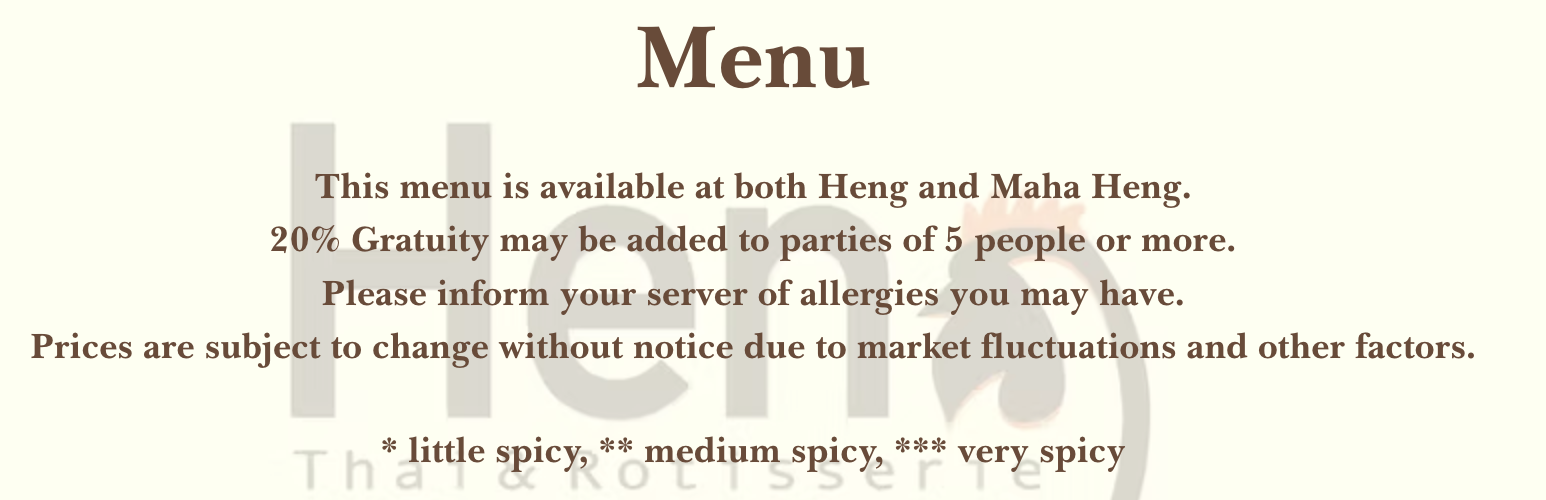 Menu
This menu is available at both Heng and Maha Heng.
20% Gratuity may be added to parties of 5 people or more.
Please inform your server of allergies you may have.
Prices are subject to change without notice due to market fluctuations and other factors.
* little spicy, ** medium spicy, *** very spicy
Heng
Thai & Rotisserie